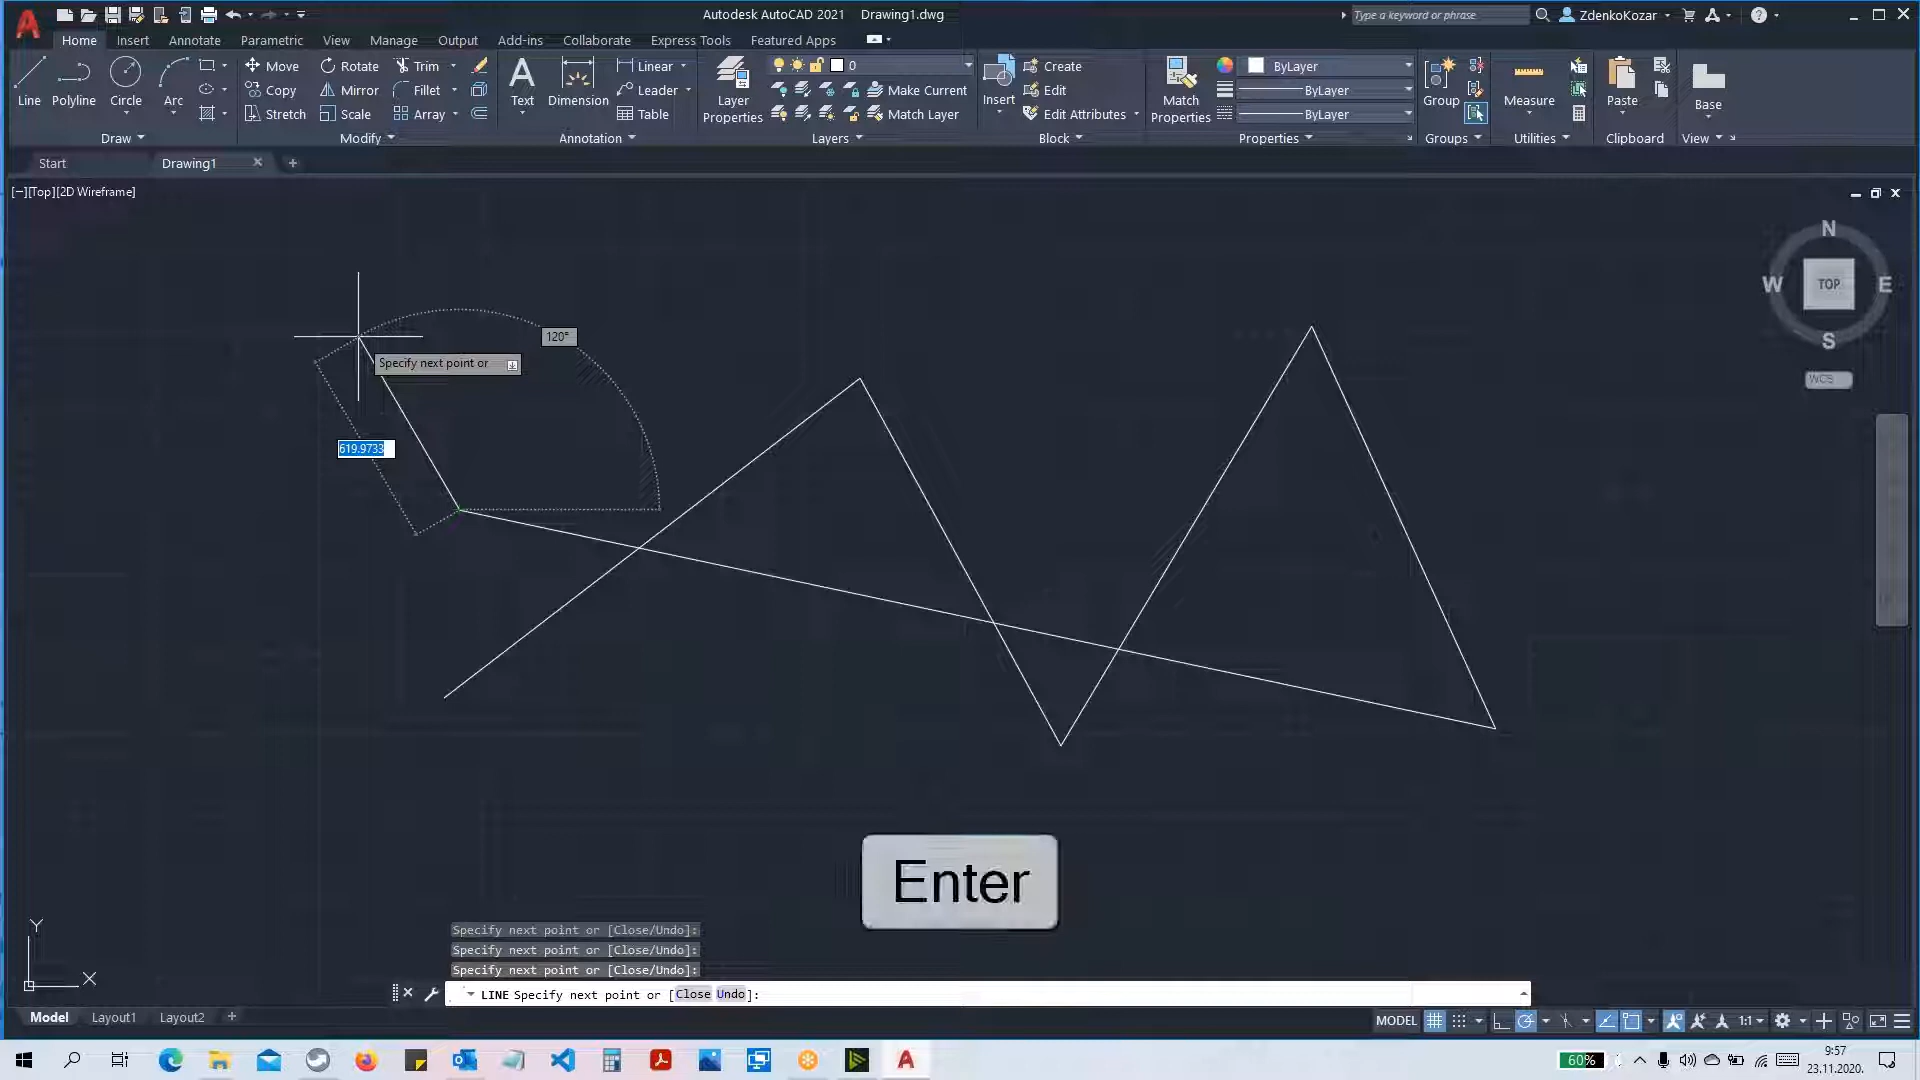 Autodesk AutoCAD 2021 Drawing1.dwg
Type a keyword or phrase
ZdenkoKozar
Home Insert Annotate Parametric View Manage Output Add-ins Collaborate Express Tools Featured Apps
Line Polyline Circle Arc
Move Rotate Trim
Copy Mirror Fillet
Stretch Scale Array
Text Dimension
Linear
Leader
Table
Layer Properties
0
Make Current
Match Layer
Insert
Create
Edit
Edit Attributes
Match Properties
ByLayer
ByLayer
ByLayer
Group
Measure
Paste
Base
Draw Modify Annotation Layers Block Properties Groups Utilities Clipboard View
Start Drawing1
[−][Top][2D Wireframe]
N
W TOP E
S
WCS
120°
Specify next point or
619.9733
Enter
Specify next point or [Close/Undo]:
Specify next point or [Close/Undo]:
Specify next point or [Close/Undo]:
Y
X
LINE Specify next point or [Close Undo]:
Model Layout1 Layout2
MODEL 1:1
60%
9:57
23.11.2020.